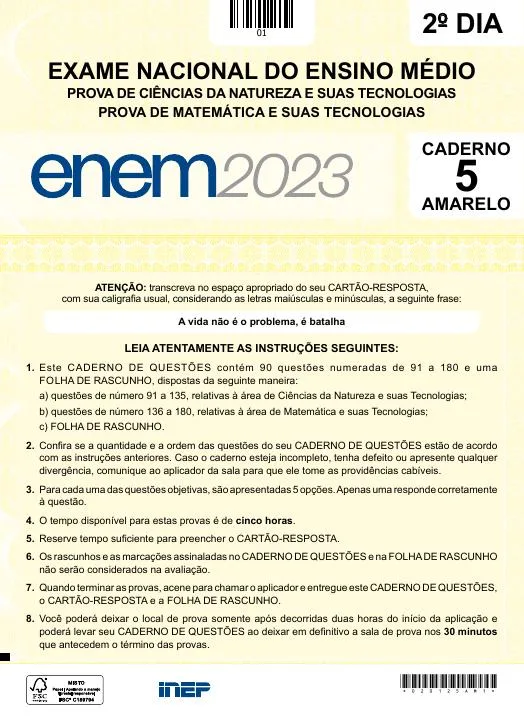 01
2º DIA
EXAME NACIONAL DO ENSINO MÉDIO
PROVA DE CIÊNCIAS DA NATUREZA E SUAS TECNOLOGIAS
PROVA DE MATEMÁTICA E SUAS TECNOLOGIAS
enem2023
CADERNO
5
AMARELO
ATENÇÃO: transcreva no espaço apropriado do seu CARTÃO-RESPOSTA,
com sua caligrafia usual, considerando as letras maiúsculas e minúsculas, a seguinte frase:
A vida não é o problema, é batalha
LEIA ATENTAMENTE AS INSTRUÇÕES SEGUINTES:
1. Este CADERNO DE QUESTÕES contém 90 questões numeradas de 91 a 180 e uma
FOLHA DE RASCUNHO, dispostas da seguinte maneira:
a) questões de número 91 a 135, relativas à área de Ciências da Natureza e suas Tecnologias;
b) questões de número 136 a 180, relativas à área de Matemática e suas Tecnologias;
c) FOLHA DE RASCUNHO.
2. Confira se a quantidade e a ordem das questões do seu CADERNO DE QUESTÕES estão de acordo
com as instruções anteriores. Caso o caderno esteja incompleto, tenha defeito ou apresente qualquer
divergência, comunique ao aplicador da sala para que ele tome as providências cabíveis.
3. Para cada uma das questões objetivas, são apresentadas 5 opções. Apenas uma responde corretamente
à questão.
4. O tempo disponível para estas provas é de cinco horas.
5. Reserve tempo suficiente para preencher o CARTÃO-RESPOSTA.
6. Os rascunhos e as marcações assinaladas no CADERNO DE QUESTÕES e na FOLHA DE RASCUNHO
não serão considerados na avaliação.
7. Quando terminar as provas, acene para chamar o aplicador e entregue este CADERNO DE QUESTÕES,
o CARTÃO-RESPOSTA e a FOLHA DE RASCUNHO.
8. Você poderá deixar o local de prova somente após decorridas duas horas do início da aplicação e
poderá levar seu CADERNO DE QUESTÕES ao deixar em definitivo a sala de prova nos 30 minutos
que antecedem o término das provas.
FSC
MISTO
inep